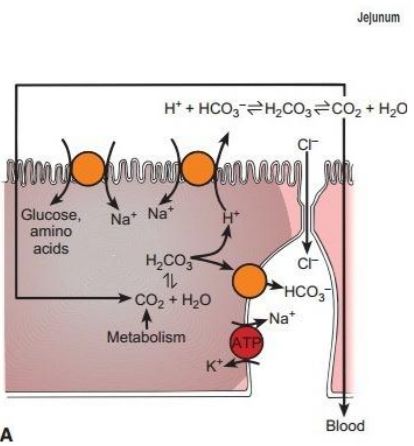 Jejunum
H⁺ + HCO₃⁻⇌H₂CO₃⇌CO₂ + H₂O
Cl⁻
Glucose,
amino
acids
Na⁺
Na⁺
H⁺
H₂CO₃
⇌
CO₂ + H₂O
Metabolism
Cl⁻
HCO₃⁻
Na⁺
ATP
K⁺
Blood
A